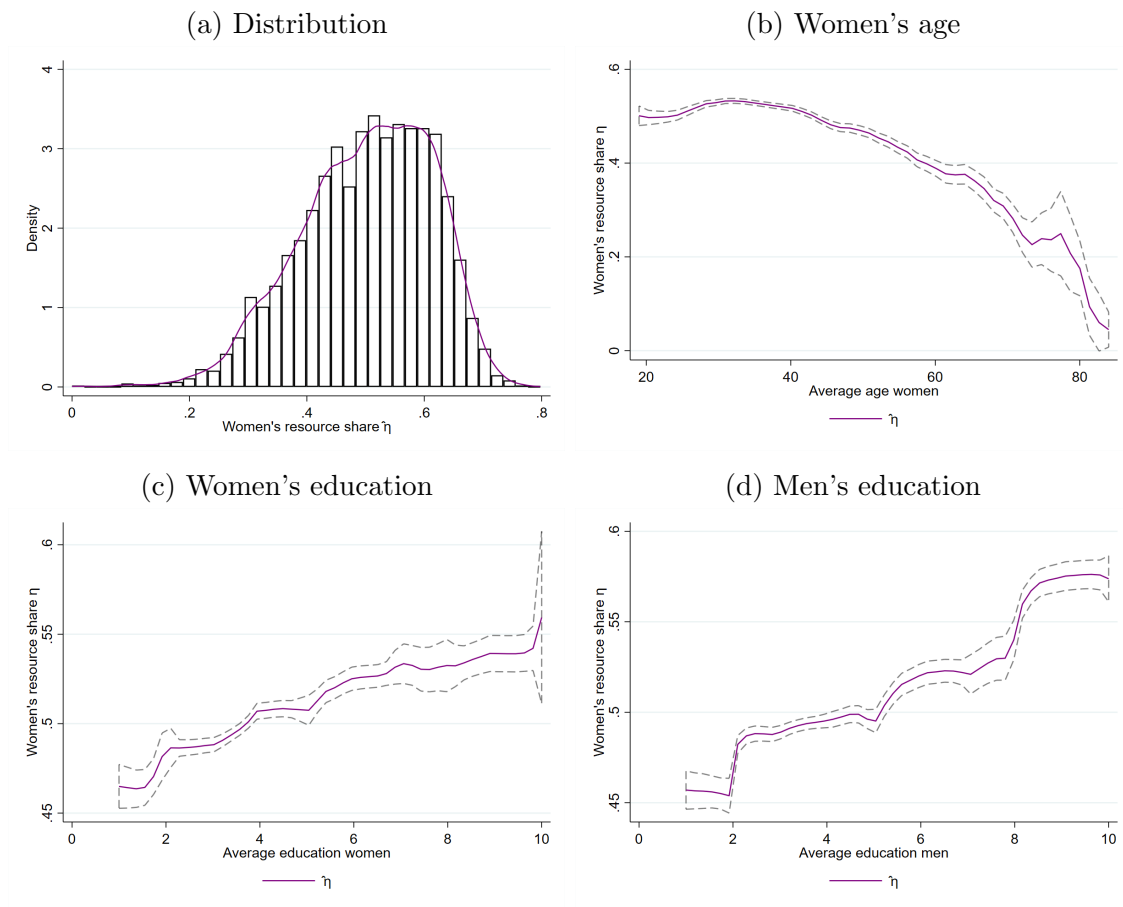 (a) Distribution
4
3
2
1
0
Density
0 .2 .4 .6 .8
Women's resource share η̂
(b) Women's age
.6
.4
.2
0
Women's resource share η
20 40 60 80
Average age women
η̂
(c) Women's education
.6
.55
.5
.45
Women's resource share η
0 2 4 6 8 10
Average education women
η̂
(d) Men's education
.6
.55
.5
.45
Women's resource share η
0 2 4 6 8 10
Average education men
η̂